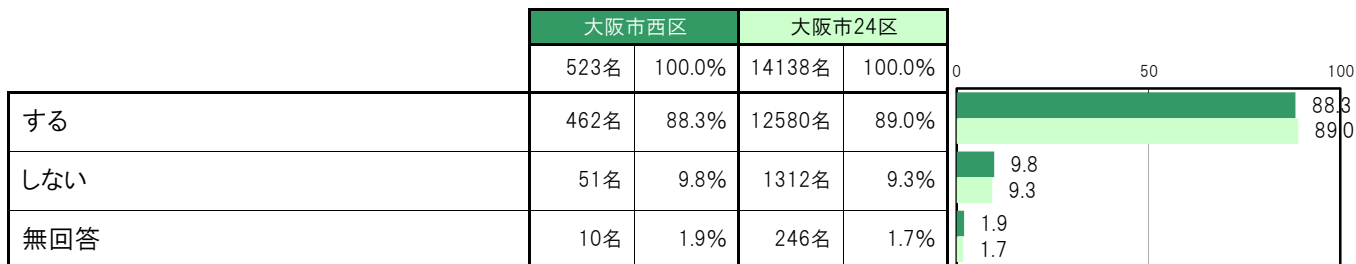 大阪市西区 大阪市24区
523名 100.0% 14138名 100.0% 0 50 100
する 462名 88.3% 12580名 89.0% 88.3
89.0
しない 51名 9.8% 1312名 9.3% 9.8
9.3
無回答 10名 1.9% 246名 1.7% 1.9
1.7